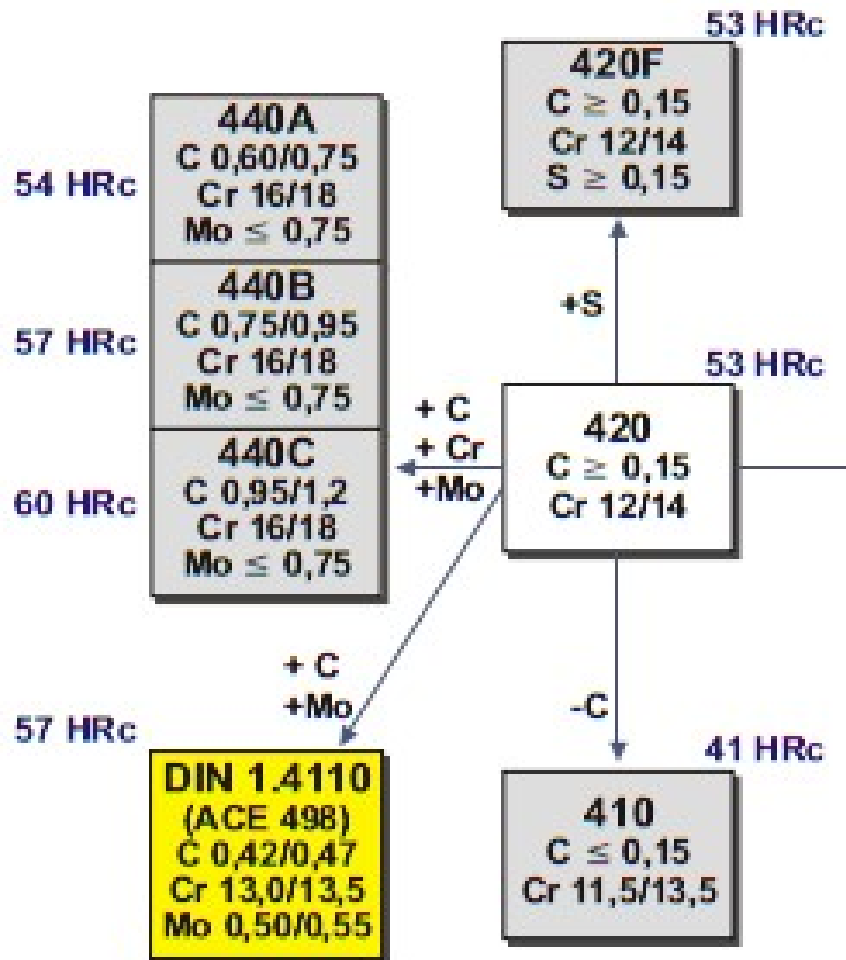 53 HRc
420F
C ≥ 0,15
Cr 12/14
S ≥ 0,15
54 HRc
440A
C 0,60/0,75
Cr 16/18
Mo ≤ 0,75
57 HRc
440B
C 0,75/0,95
Cr 16/18
Mo ≤ 0,75
60 HRc
440C
C 0,95/1,2
Cr 16/18
Mo ≤ 0,75
+S
+ C
+ Cr
+Mo
53 HRc
420
C ≥ 0,15
Cr 12/14
+ C
+Mo
-C
57 HRc
DIN 1.4110
(ACE 498)
C 0,42/0,47
Cr 13,0/13,5
Mo 0,50/0,55
41 HRc
410
C ≤ 0,15
Cr 11,5/13,5